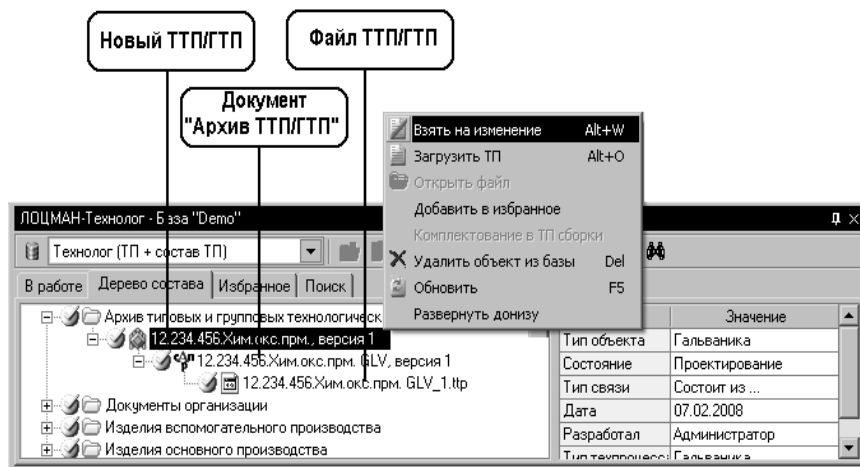 Новый ТТП/ГТП
Файл ТТП/ГТП
Документ
"Архив ТТП/ГТП"
Взять на изменение Alt+W
Загрузить ТП Alt+O
Открыть файл
Добавить в избранное
Комплектование в ТП сборки
Удалить объект из базы Del
Обновить F5
Развернуть донизу
ЛОЦМАН-Технолог - База "Demo"
Технолог (ТП + состав ТП)
В работе Дерево состава Избранное Поиск
Архив типовых и групповых
12.234.456.Хим.окс.прм., версия 1
12.234.456.Хим.окс.прм. GLV, версия 1
12.234.456.Хим.окс.прм. GLV_1.ttp
Документы организации
Изделия вспомогательного производства
Изделия основного производства
Значение
Тип объекта Гальваника
Состояние Проектирование
Тип связи Состоит из ...
Дата 07.02.2008
Разработал Администратор
Гальваника